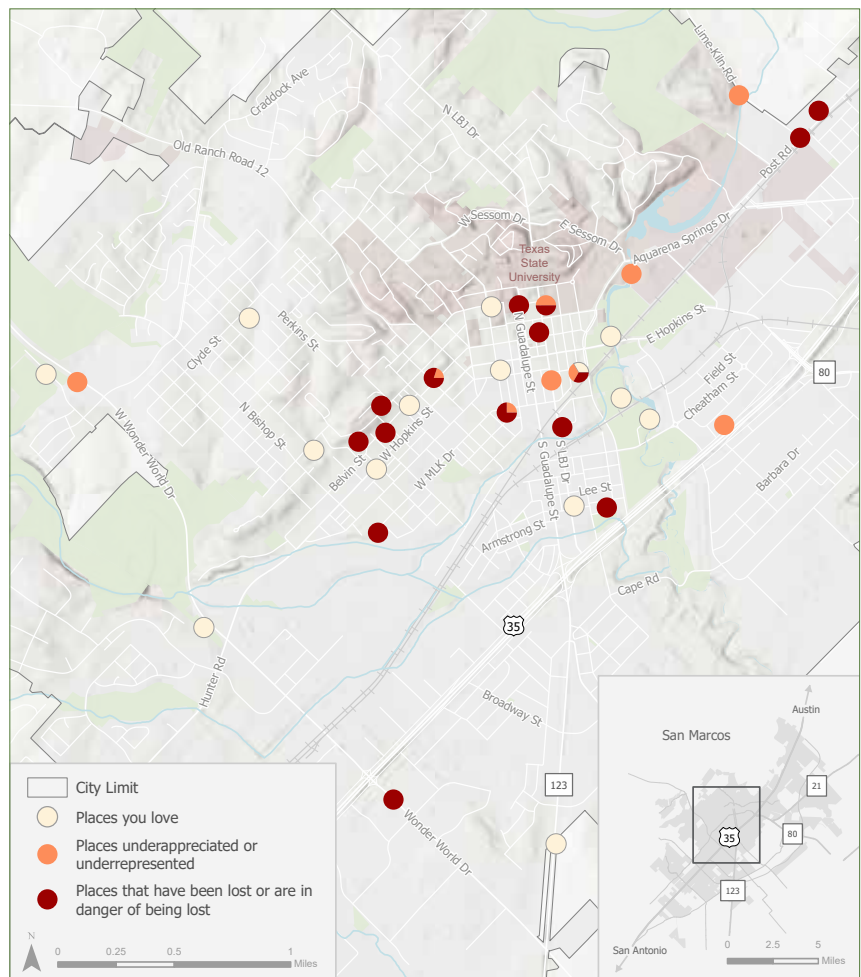 Lime Kiln Rd
Craddock Ave
N LBJ Dr
Old Ranch Road 12
Post Rd
W Sessom Dr
E Sessom Dr
Aquarena Springs Dr
Texas
State
University
Perkins St
N Guadalupe St
E Hopkins St
Clyde St
Field St
Cheatham St
80
W Wonder World Dr
N Bishop St
W Hopkins St
Belvin St
W MLK Dr
S LBJ Dr
S Guadalupe St
Barbara Dr
Lee St
Armstrong St
Cape Rd
35
Hunter Rd
Broadway St
123
Wonder World Dr
City Limit
Places you love
Places underappreciated or
underrepresented
Places that have been lost or are in
danger of being lost
N
0 0.25 0.5 1
Miles
Austin
San Marcos
21
35
80
123
San Antonio
0 2.5 5
Miles